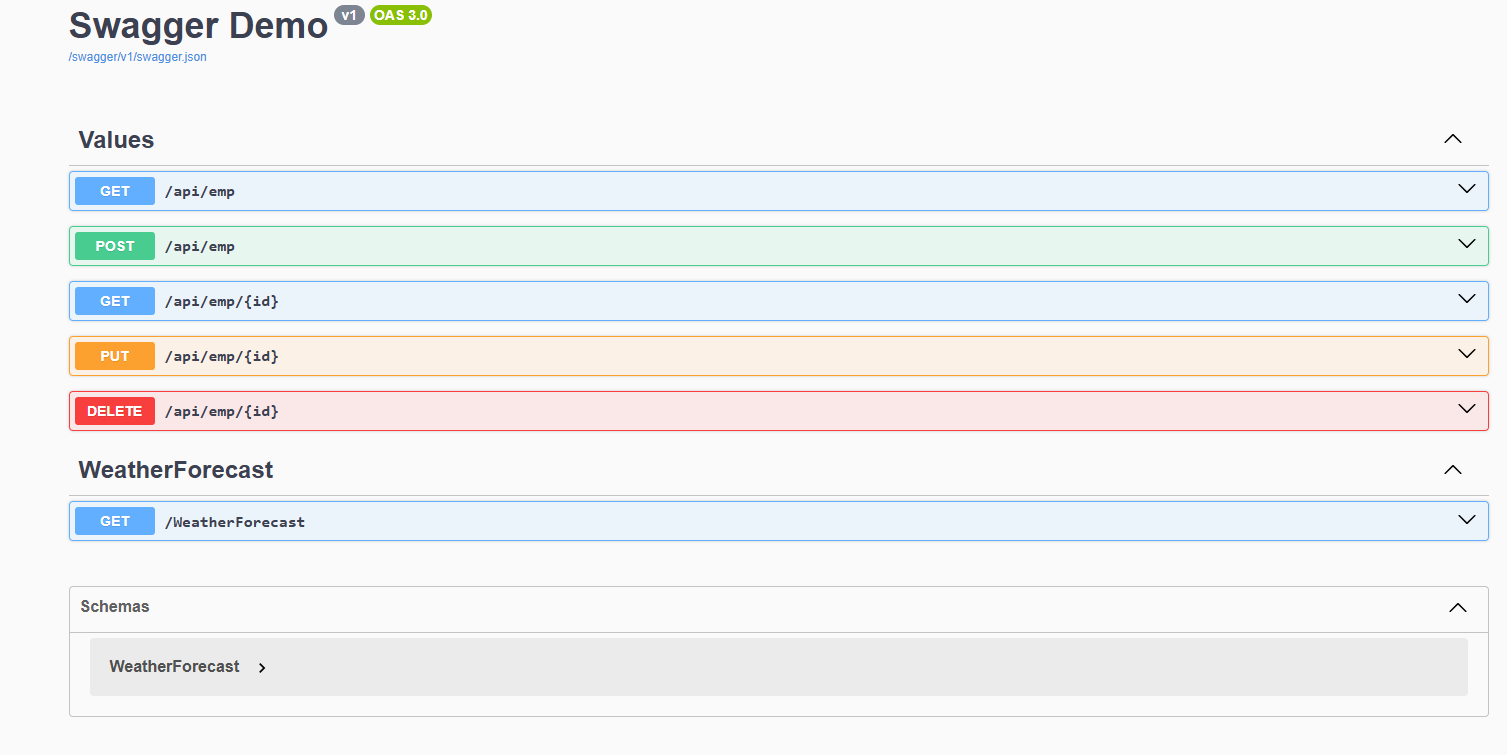 Swagger Demo v1 OAS 3.0
/swagger/v1/swagger.json
Values
GET /api/emp
POST /api/emp
GET /api/emp/{id}
PUT /api/emp/{id}
DELETE /api/emp/{id}
WeatherForecast
GET /WeatherForecast
Schemas
WeatherForecast